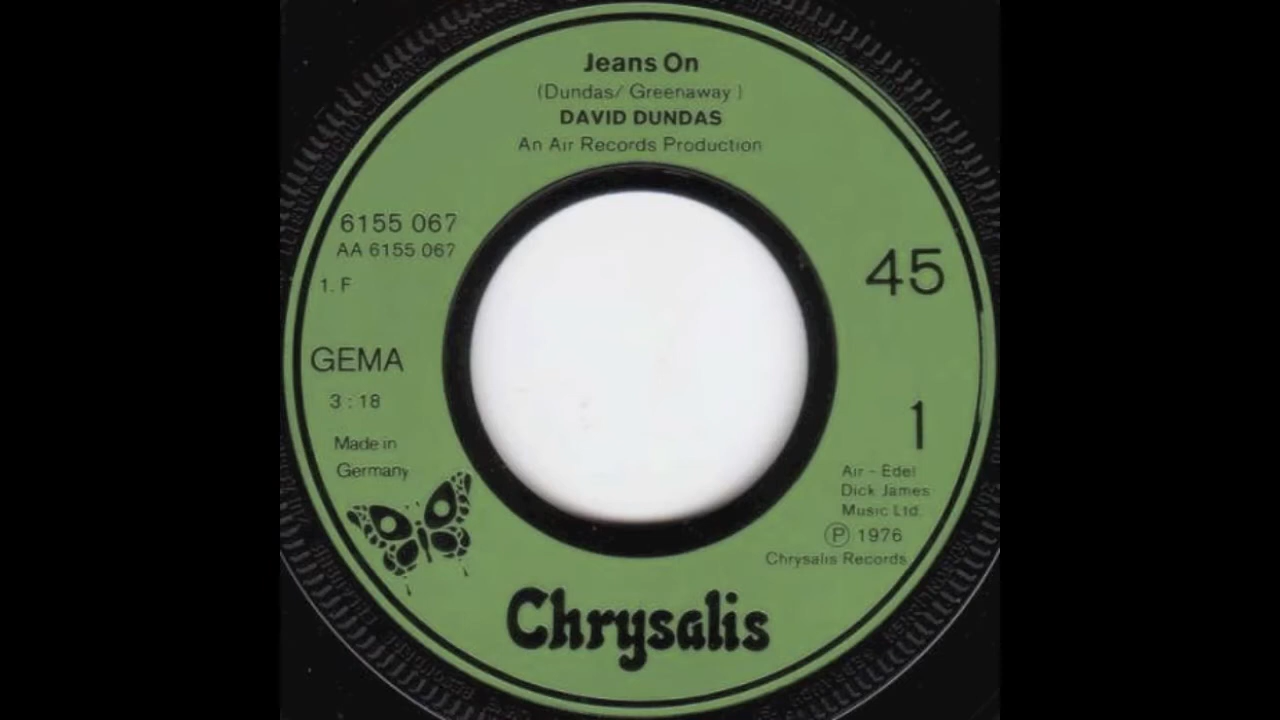 Jeans On
(Dundas/ Greenaway)
DAVID DUNDAS
An Air Records Production
6155 067
AA 6155 067
1. F
GEMA
3 : 18
Made in
Germany
45
1
Air - Edel
Dick James
Music Ltd.
Ⓟ 1976
Chrysalis Records
Chrysalis